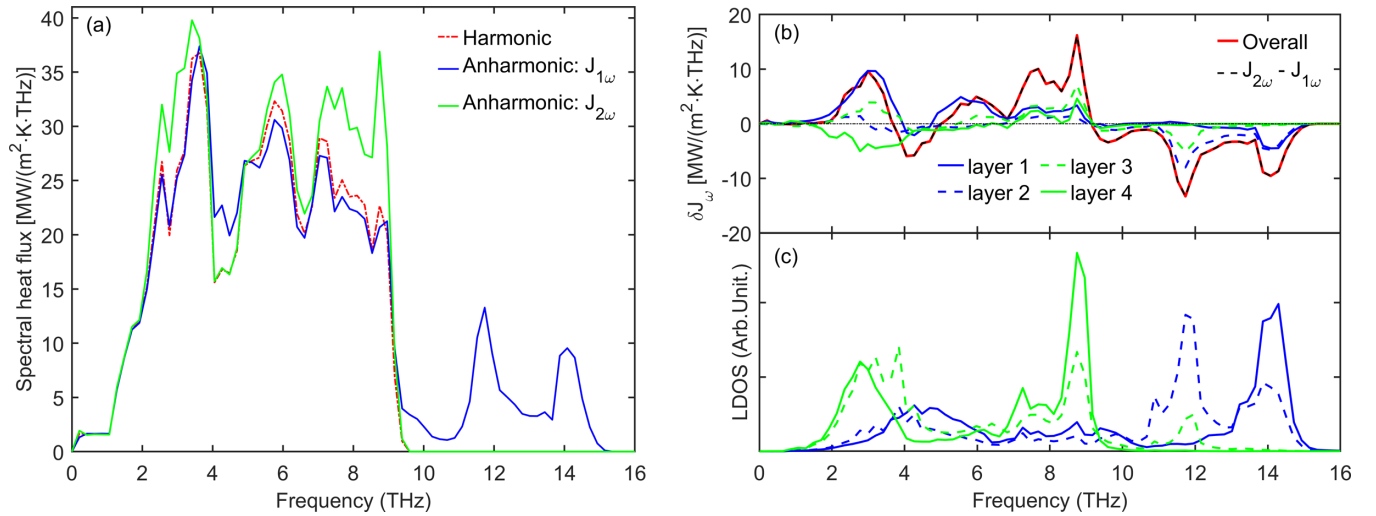 (a)
Harmonic
Anharmonic: J1ω
Anharmonic: J2ω
Spectral heat flux [MW/(m²·K·THz)]
40
35
30
25
20
15
10
5
0
0 2 4 6 8 10 12 14 16
Frequency (THz)
(b)
Overall
J2ω - J1ω
layer 1
layer 3
layer 2
layer 4
δJω [MW/(m²·K·THz)]
20
10
0
-10
-20
(c)
LDOS (Arb.Unit.)
0 2 4 6 8 10 12 14 16
Frequency (THz)